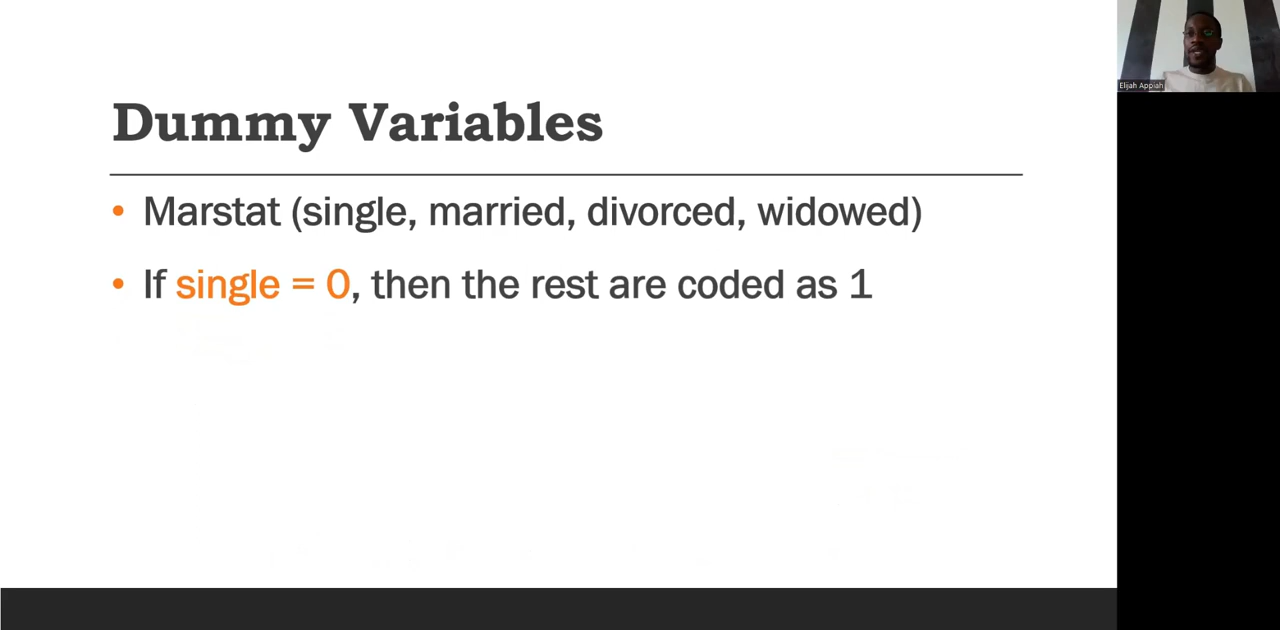 Dummy Variables
• Marstat (single, married, divorced, widowed)
• If single = 0, then the rest are coded as 1
Elijah Appiah